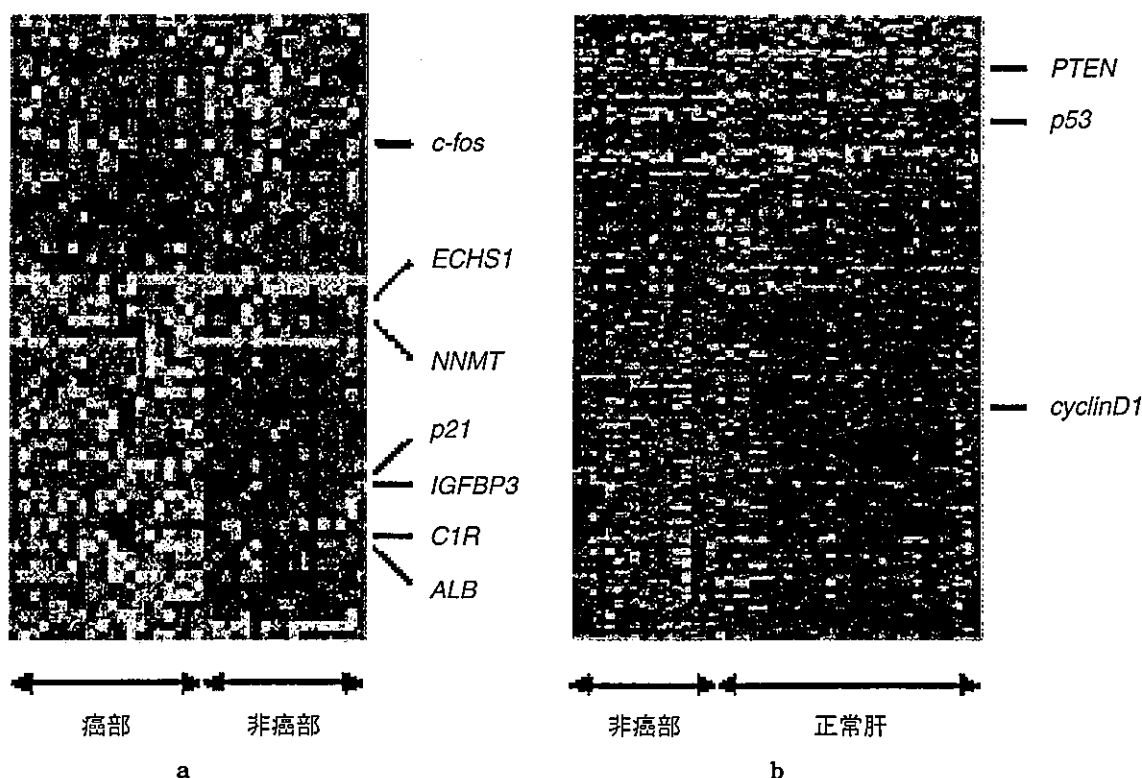 c-fos
ECHS1
NNMT
p21
IGFBP3
C1R
ALB
癌部
非癌部
a
PTEN
p53
cyclinD1
非癌部
正常肝
b